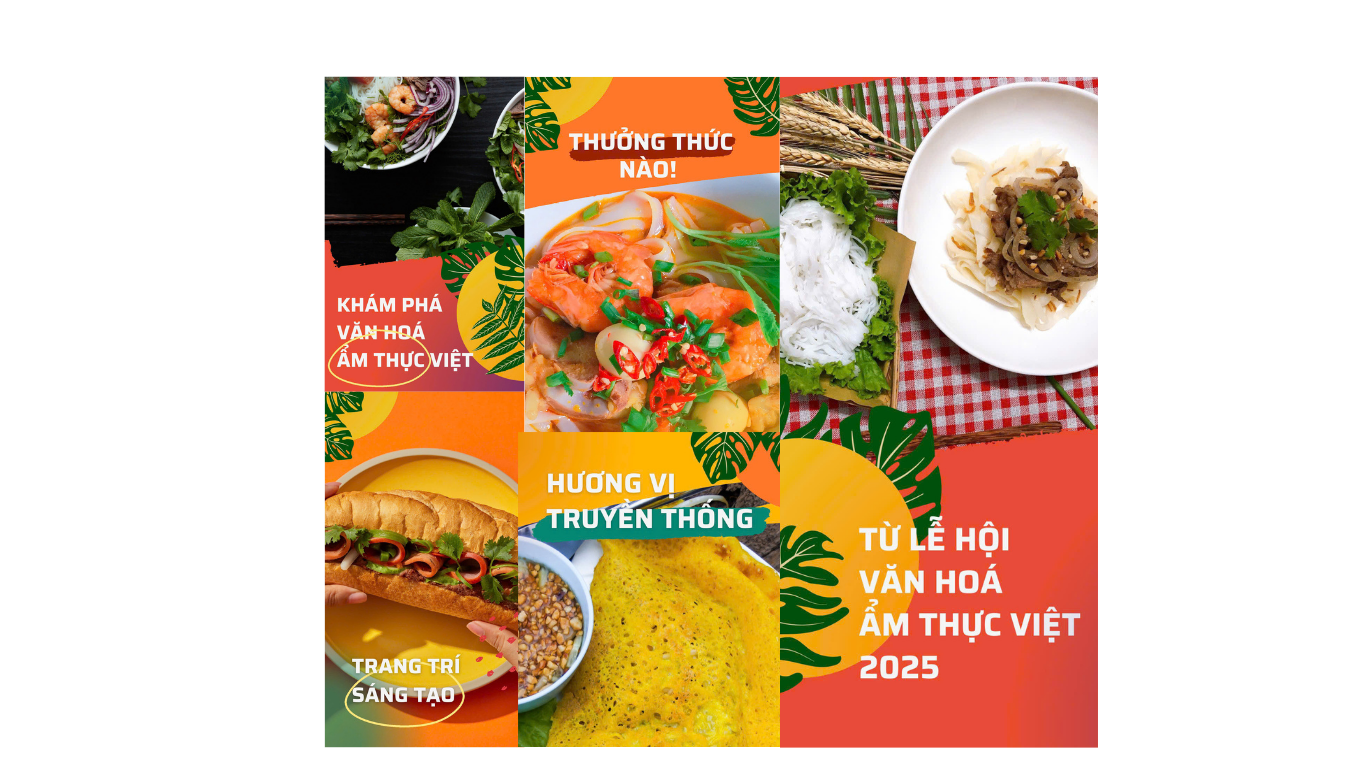 THƯỞNG THỨC
NÀO!
KHÁM PHÁ
VĂN HOÁ
ẨM THỰC VIỆT
HƯƠNG VỊ
TRUYỀN THỐNG
TRANG TRÍ
SÁNG TẠO
TỪ LỄ HỘI
VĂN HOÁ
ẨM THỰC VIỆT
2025